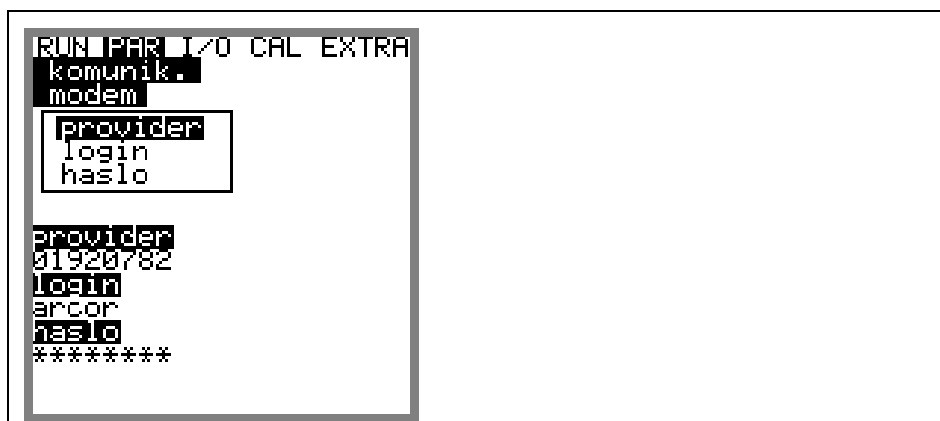 RUN PAR I/O CAL EXTRA
komunik.
modem
provider
login
haslo
provider
01920782
login
arcor
haslo
********